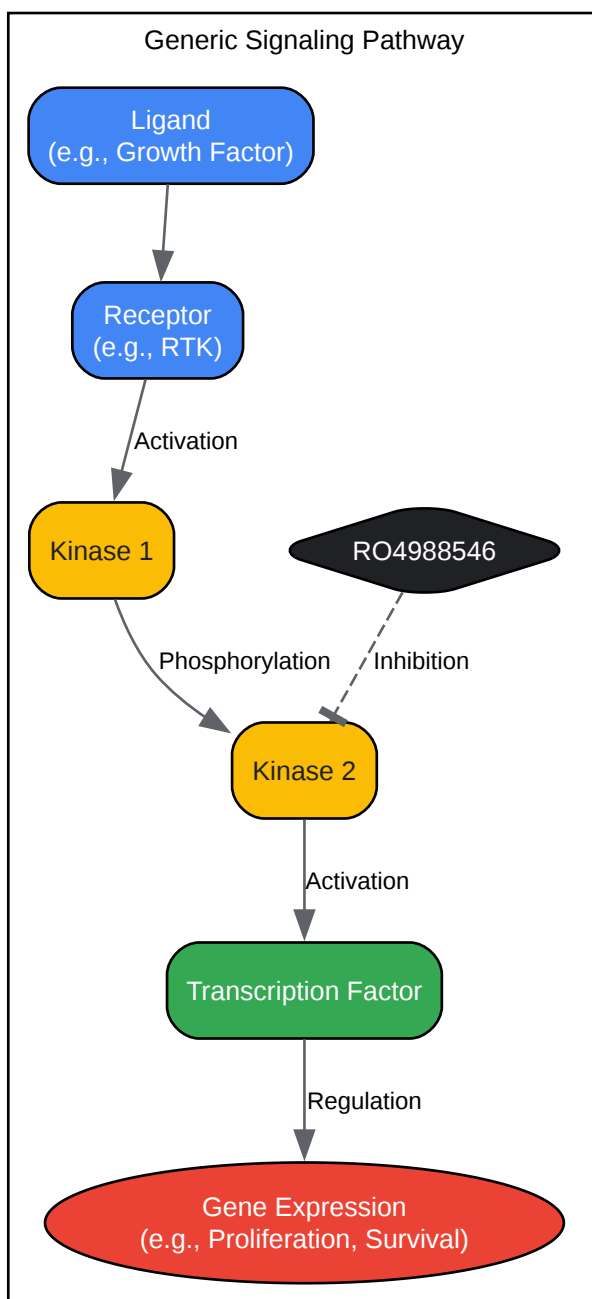 Generic Signaling Pathway
Ligand
(e.g., Growth Factor)
Receptor
(e.g., RTK)
Activation
Kinase 1
RO4988546
Phosphorylation
Inhibition
Kinase 2
Activation
Transcription Factor
Regulation
Gene Expression
(e.g., Proliferation, Survival)